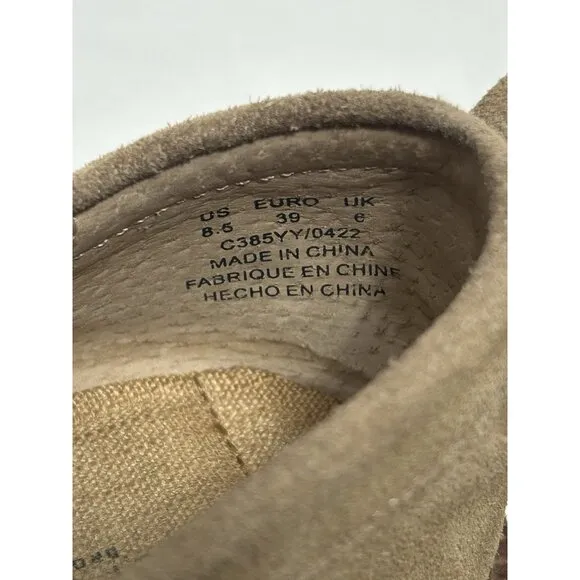 US EURO UK
8.5 39 6
C385YY/0422
MADE IN CHINA
FABRIQUE EN CHINE
HECHO EN CHINA